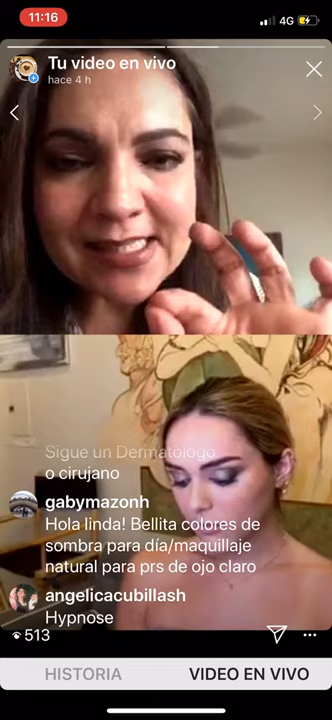 11:16
4G
Tu video en vivo
hace 4 h
Sigue un Dermatologo
o cirujano
gabymazonh
Hola linda! Bellita colores de
sombra para día/maquillaje
natural para prs de ojo claro
angelicacubillash
Hypnose
513
HISTORIA
VIDEO EN VIVO